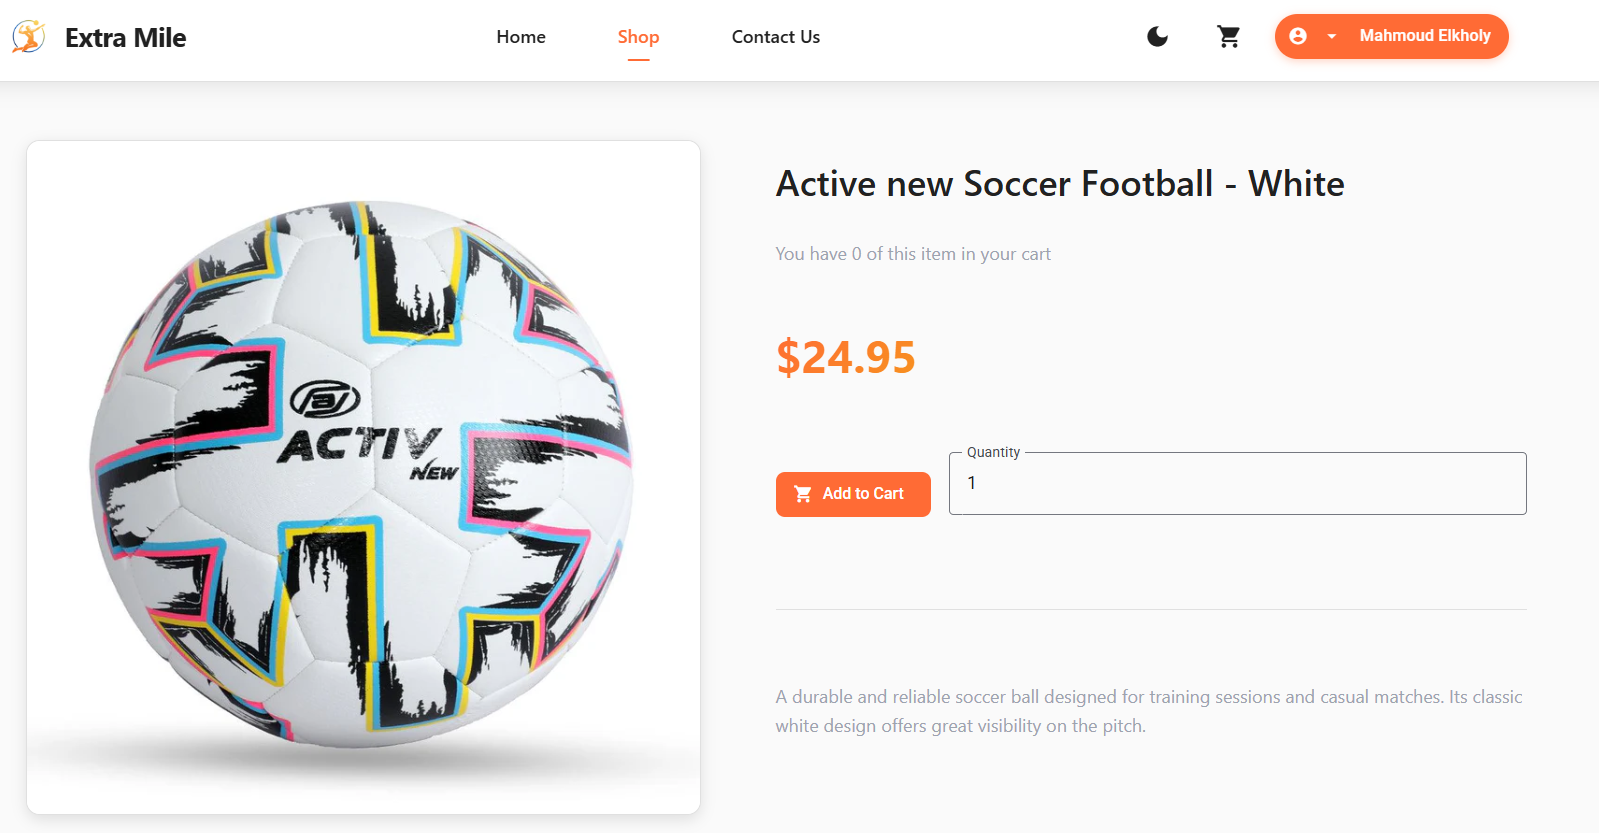 Extra Mile
Home
Shop
Contact Us
Mahmoud Elkholy
ACTIV
NEW
Active new Soccer Football - White
You have 0 of this item in your cart
$24.95
Add to Cart
Quantity
1
A durable and reliable soccer ball designed for training sessions and casual matches. Its classic
white design offers great visibility on the pitch.